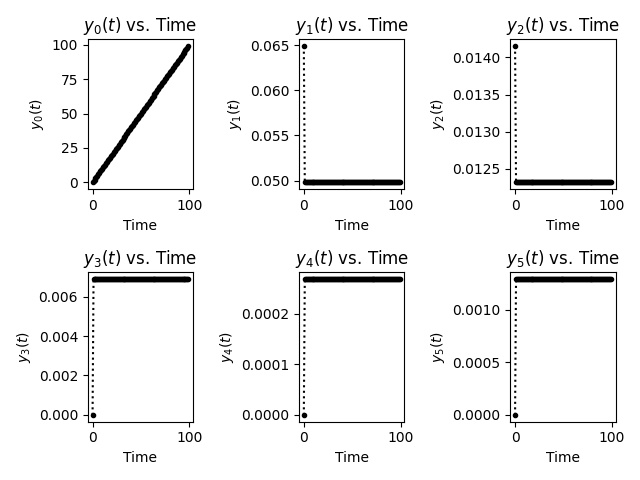 y₀(t) vs. Time
100
75
50
25
0
y₀(t)
0 100
Time
y₁(t) vs. Time
0.065
0.060
0.055
0.050
y₁(t)
0 100
Time
y₂(t) vs. Time
0.0140
0.0135
0.0130
0.0125
y₂(t)
0 100
Time
y₃(t) vs. Time
0.006
0.004
0.002
0.000
y₃(t)
0 100
Time
y₄(t) vs. Time
0.0002
0.0001
0.0000
y₄(t)
0 100
Time
y₅(t) vs. Time
0.0010
0.0005
0.0000
y₅(t)
0 100
Time